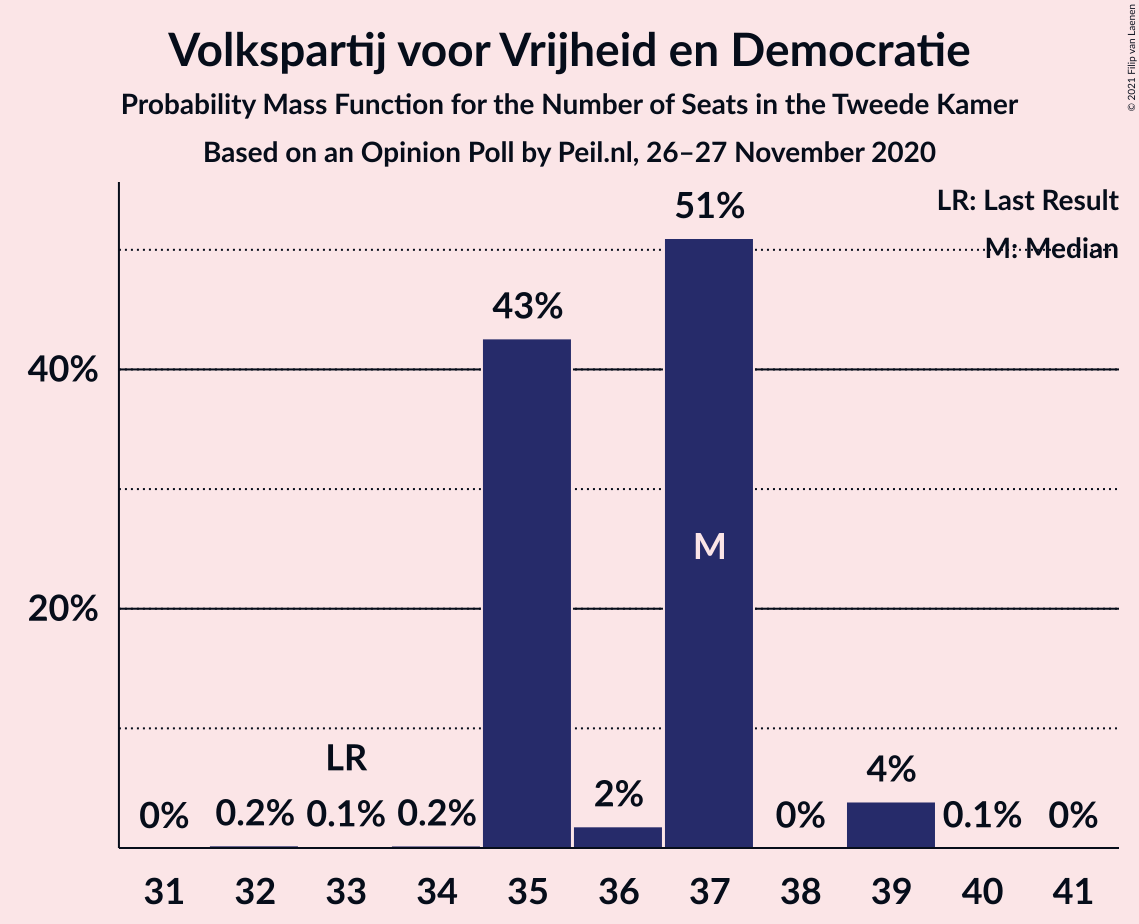 Volkspartij voor Vrijheid en Democratie
Probability Mass Function for the Number of Seats in the Tweede Kamer
Based on an Opinion Poll by Peil.nl, 26–27 November 2020
© 2021 Filip van Laenen
LR: Last Result
M: Median
51%
43%
40%
M
20%
LR
0% 0.2% 0.1% 0.2% 2% 0% 4% 0.1% 0%
31 32 33 34 35 36 37 38 39 40 41